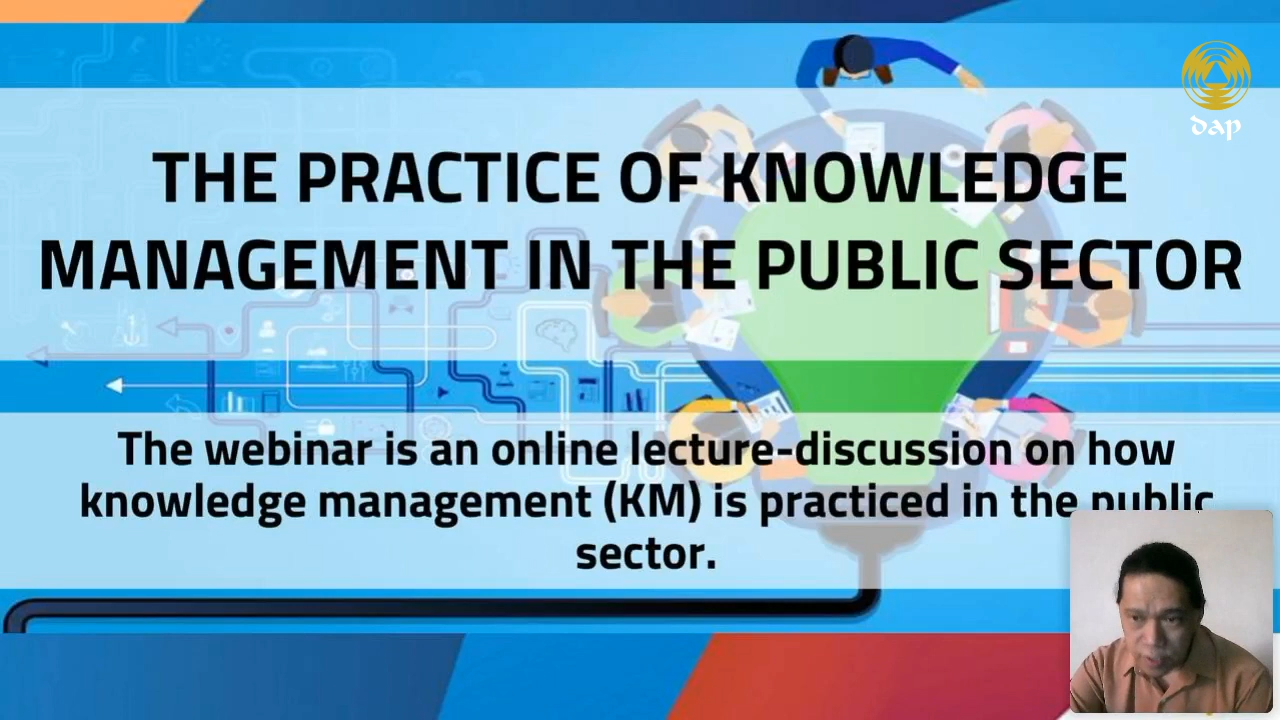 dap
THE PRACTICE OF KNOWLEDGE
MANAGEMENT IN THE PUBLIC SECTOR
The webinar is an online lecture-discussion on how
knowledge management (KM) is practiced in the public
sector.